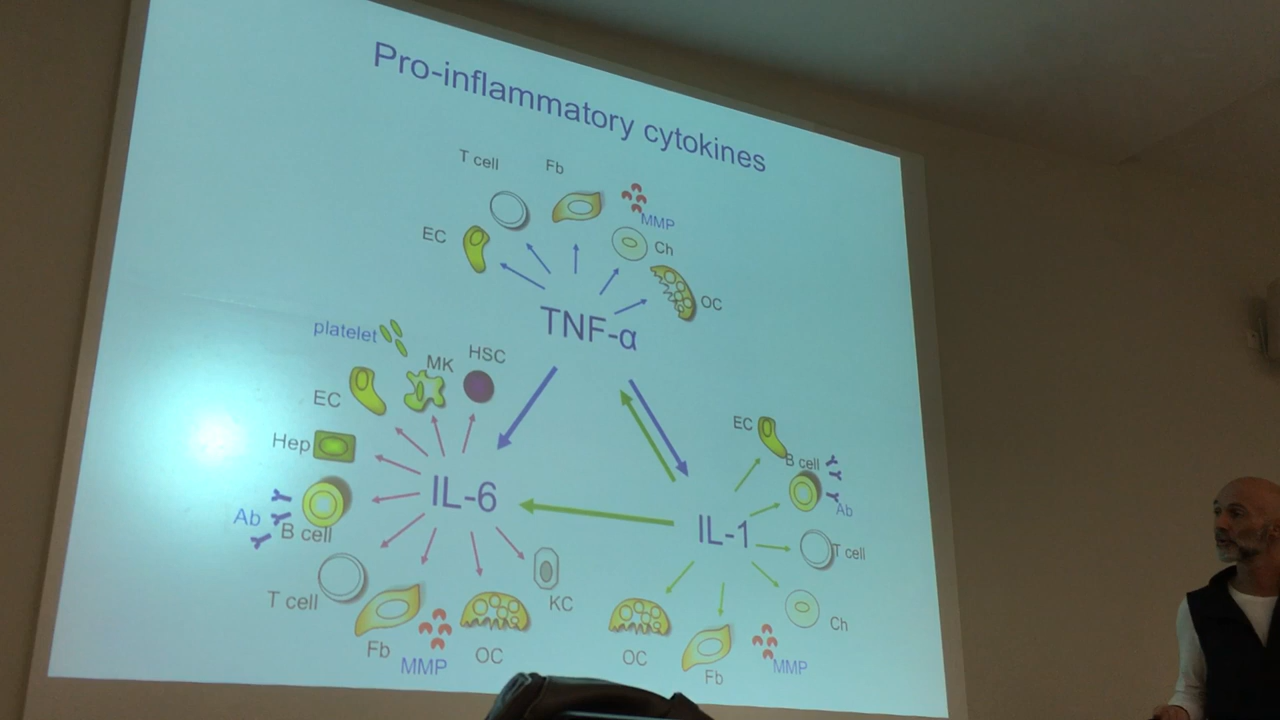 Pro-inflammatory cytokines
T cell
Fb
MMP
EC
Ch
OC
TNF-α
platelet
MK
HSC
EC
Hep
Ab
B cell
IL-6
T cell
Fb
MMP
OC
KC
EC
B cell
Ab
IL-1
T cell
Ch
OC
Fb
MMP